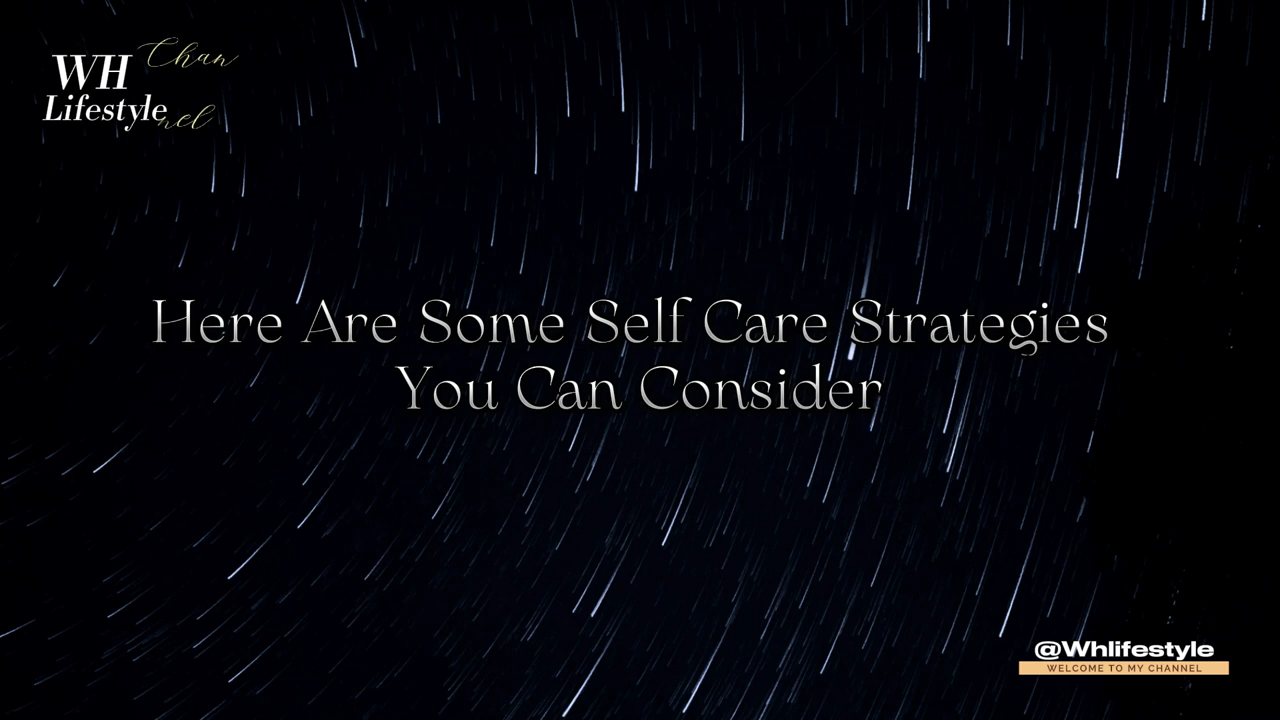 WH Chan
Lifestyle nel
Here Are Some Self Care Strategies
You Can Consider
@Whlifestyle
WELCOME TO MY CHANNEL